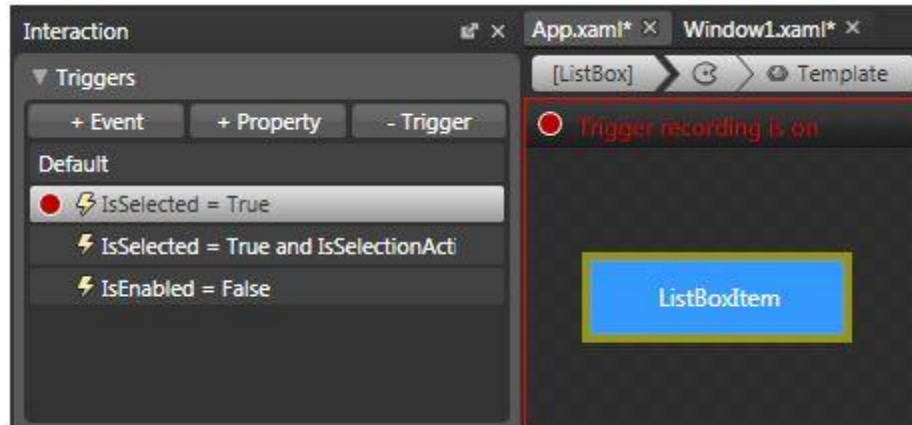 Interaction
App.xaml* × Window1.xaml* ×
Triggers
[ListBox] Template
+ Event + Property - Trigger
Trigger recording is on
Default
IsSelected = True
IsSelected = True and IsSelectionActi
IsEnabled = False
ListBoxItem